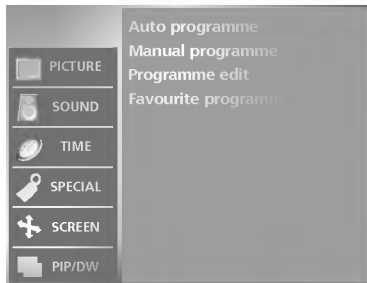 Auto programme
Manual programme
Programme edit
Favourite programm
PICTURE
SOUND
TIME
SPECIAL
SCREEN
PIP/DW